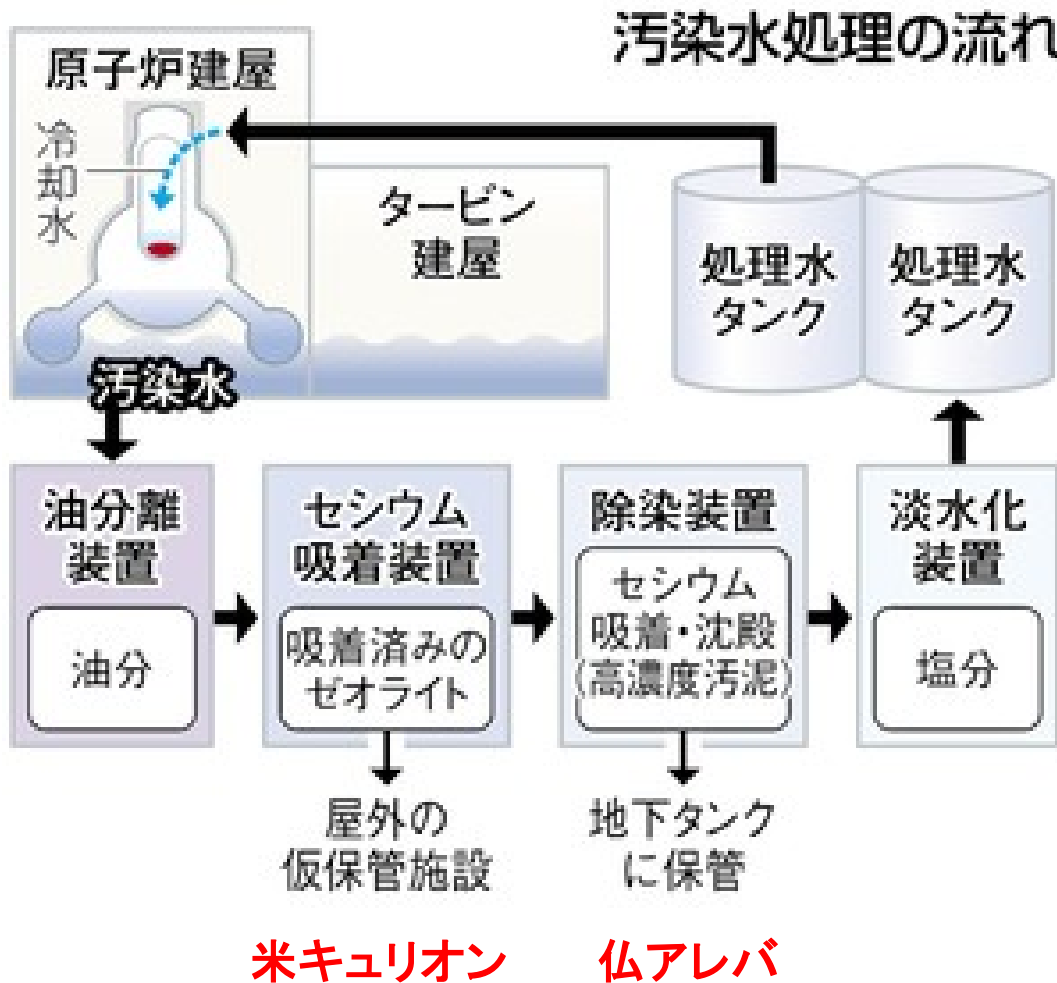 汚染水処理の流れ
原子炉建屋
冷却水
タービン
建屋
処理水
タンク
処理水
タンク
汚染水
油分離
装置
油分
セシウム
吸着装置
吸着済みの
ゼオライト
除染装置
セシウム
吸着・沈殿
(高濃度汚泥)
淡水化
装置
塩分
屋外の
仮保管施設
地下タンク
に保管
米キュリオン
仏アレバ